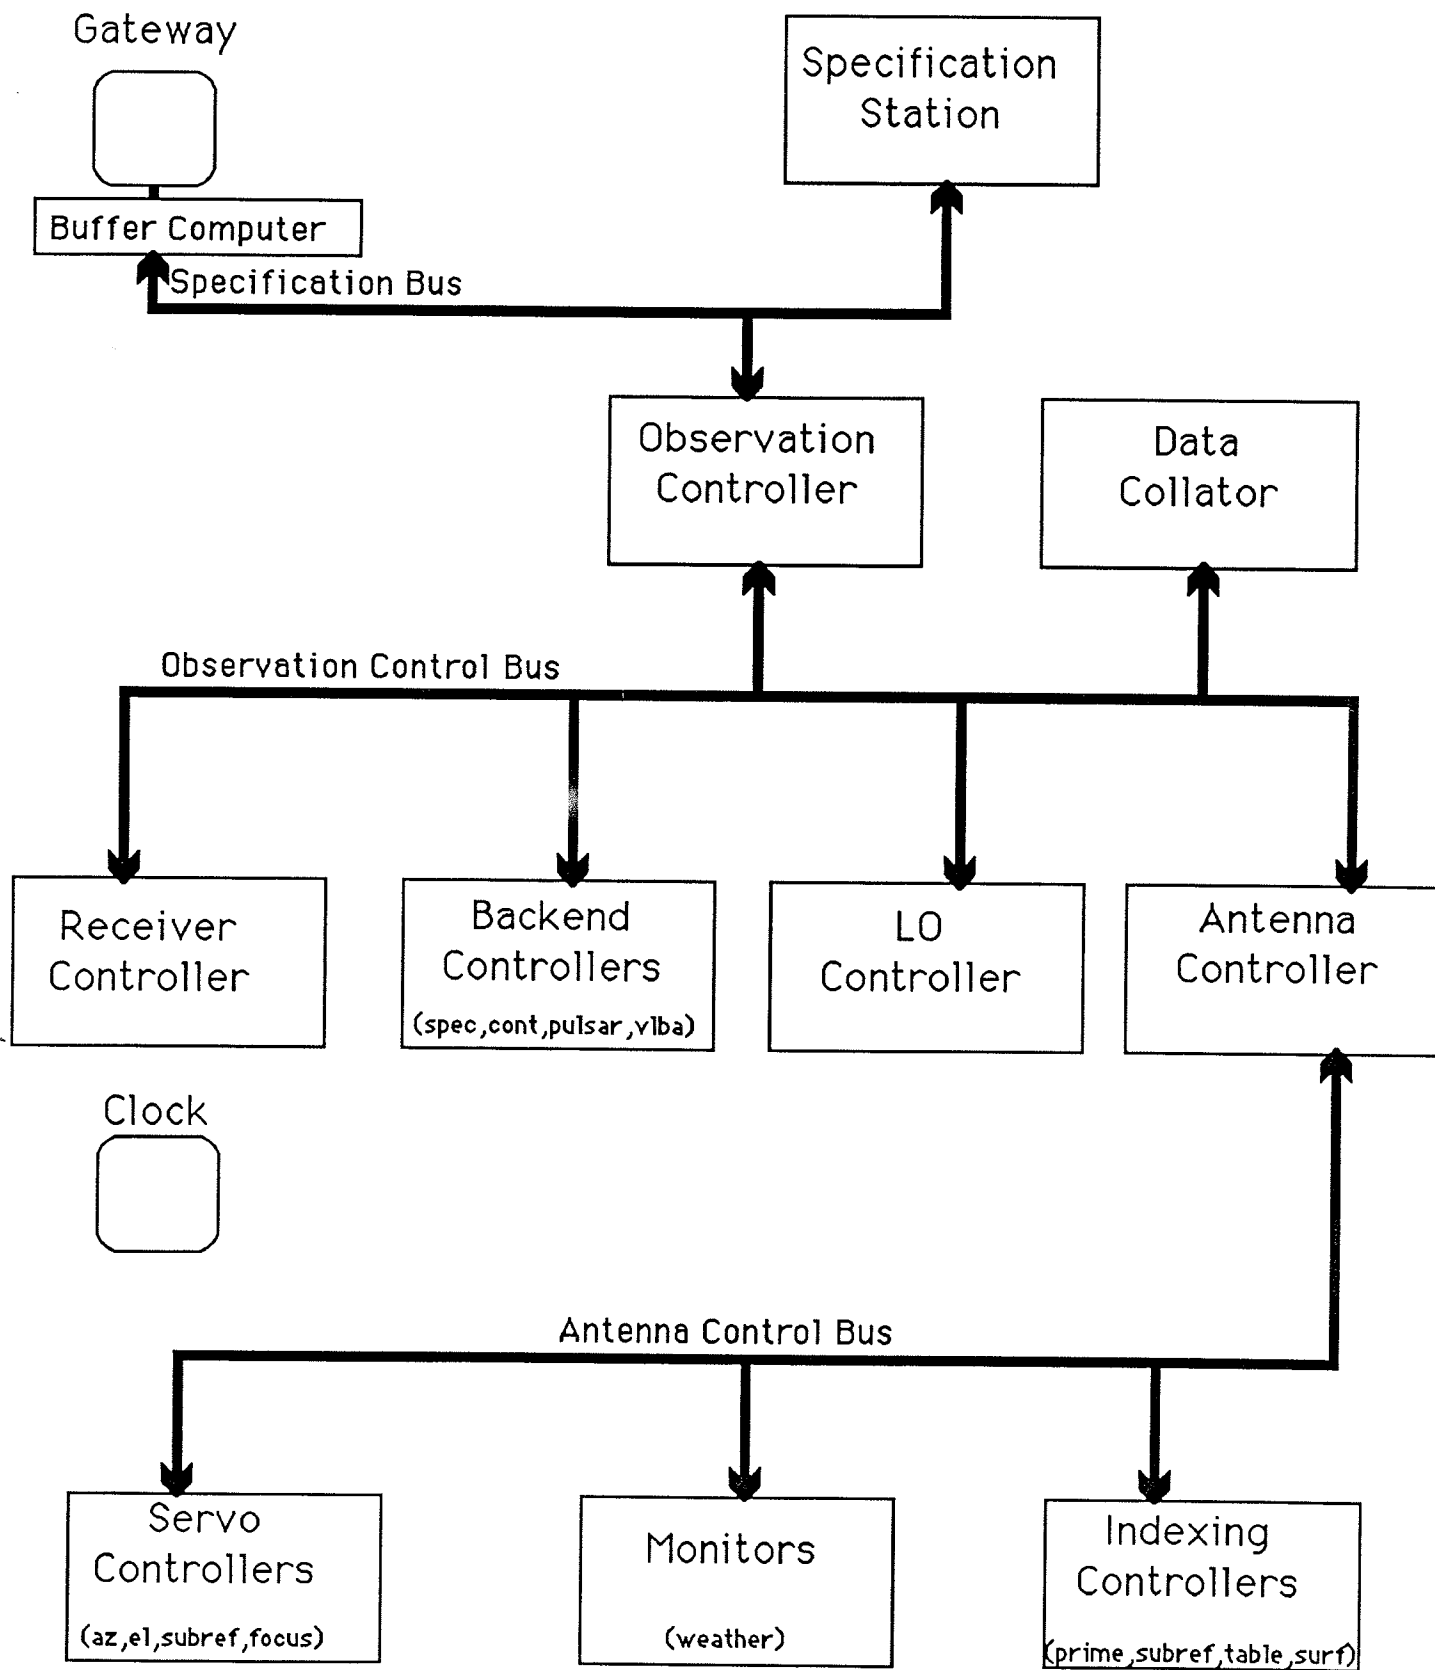 Gateway
Specification
Station
Buffer Computer
Specification Bus
Observation
Controller
Data
Collator
Observation Control Bus
Receiver
Controller
Backend
Controllers
(spec,cont,pulsar,vlba)
LO
Controller
Antenna
Controller
Clock
Antenna Control Bus
Servo
Controllers
(az,el,subref,focus)
Monitors
(weather)
Indexing
Controllers
(prime,subref,table,surf)